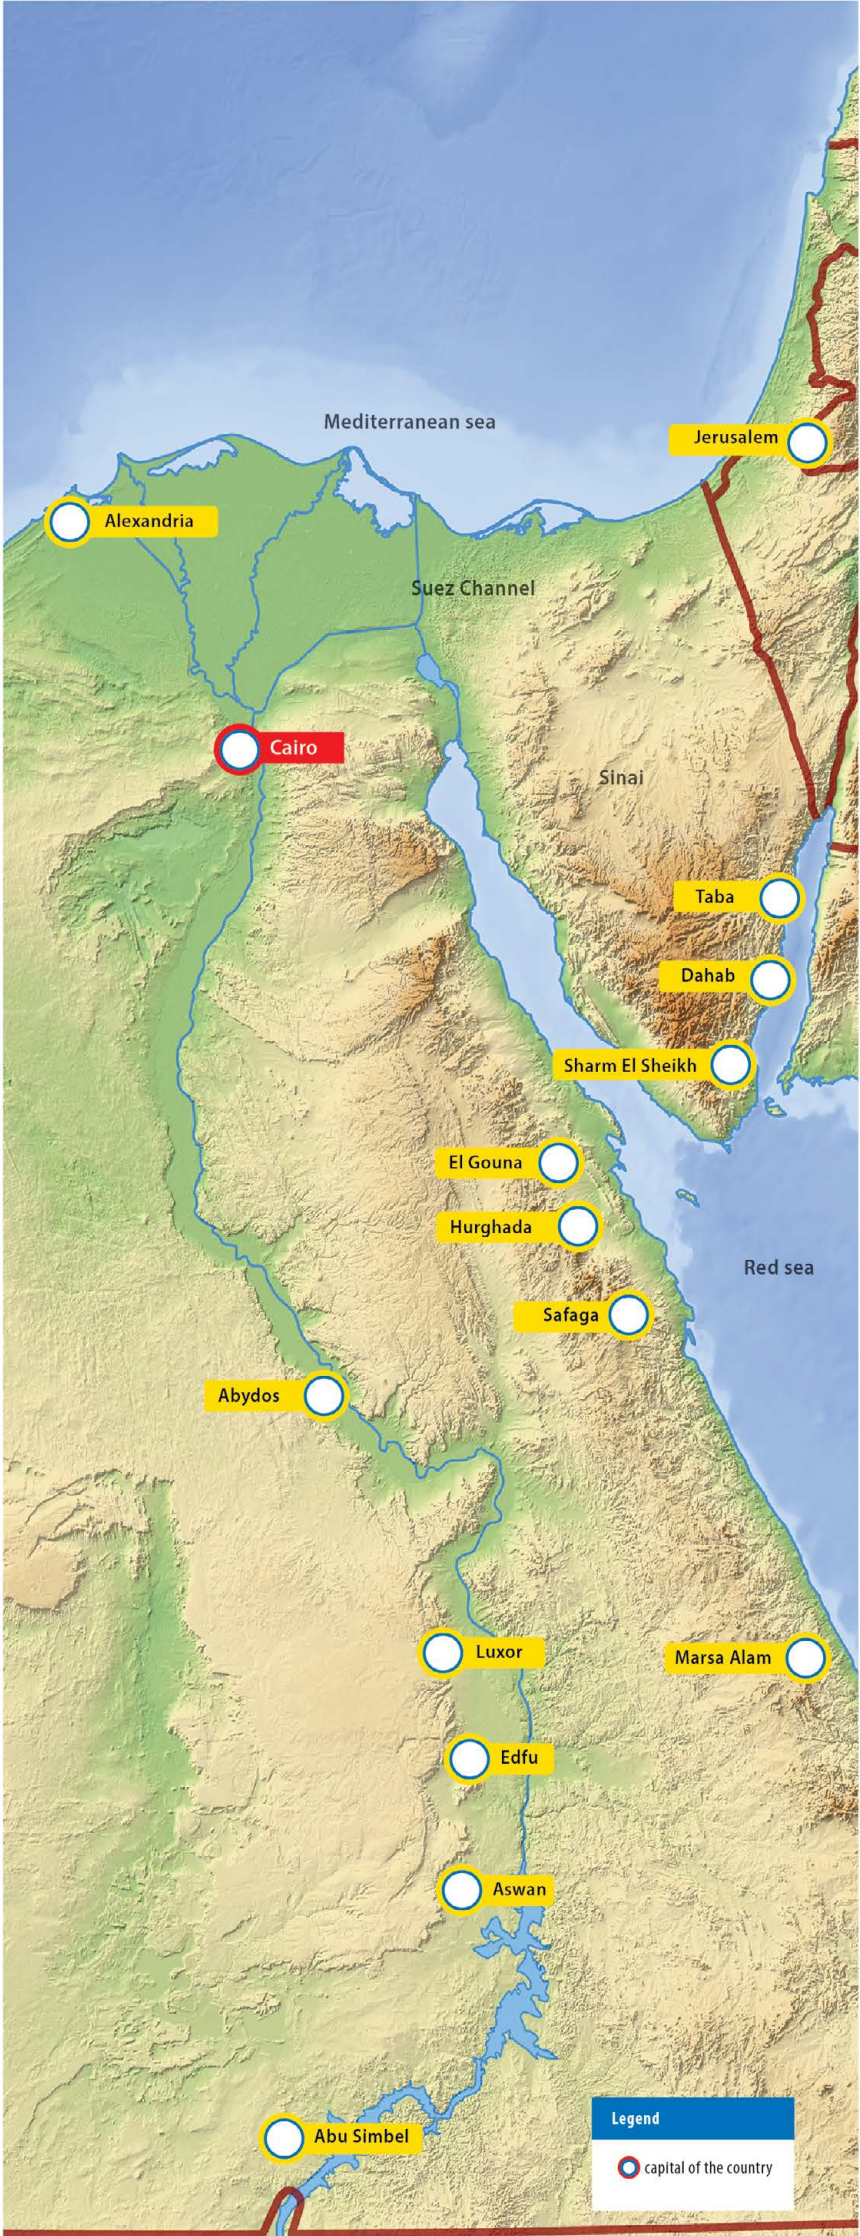 Mediterranean sea
Jerusalem
Alexandria
Suez Channel
Cairo
Sinai
Taba
Dahab
Sharm El Sheikh
El Gouna
Hurghada
Red sea
Safaga
Abydos
Luxor
Marsa Alam
Edfu
Aswan
Abu Simbel
Legend
capital of the country